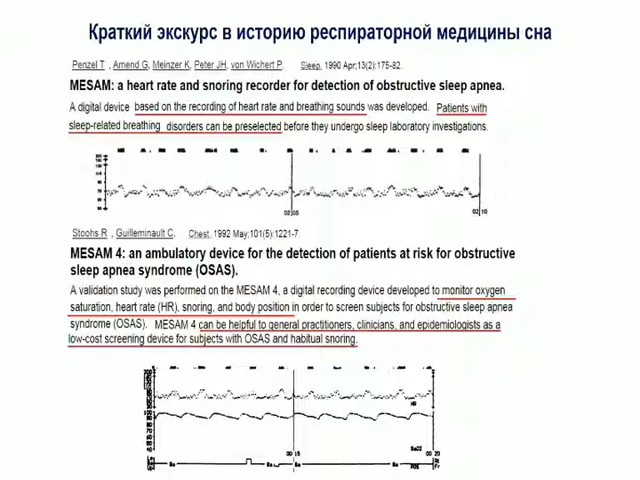 Краткий экскурс в историю респираторной медицины сна
Penzel T , Amend G, Meinzer K, Peter JH, von Wichert P. Sleep. 1990 Apr;13(2):175-82.
MESAM: a heart rate and snoring recorder for detection of obstructive sleep apnea.
A digital device based on the recording of heart rate and breathing sounds was developed. Patients with
sleep-related breathing disorders can be preselected before they undergo sleep laboratory investigations.
02:05 02:10
Stoohs R , Guilleminault C. Chest. 1992 May;101(5):1221-7
MESAM 4: an ambulatory device for the detection of patients at risk for obstructive
sleep apnea syndrome (OSAS).
A validation study was performed on the MESAM 4, a digital recording device developed to monitor oxygen
saturation, heart rate (HR), snoring, and body position in order to screen subjects for obstructive sleep apnea
syndrome (OSAS). MESAM 4 can be helpful to general practitioners, clinicians, and epidemiologists as a
low-cost screening device for subjects with OSAS and habitual snoring.
HR
SaO2
00 15 00 20
POS